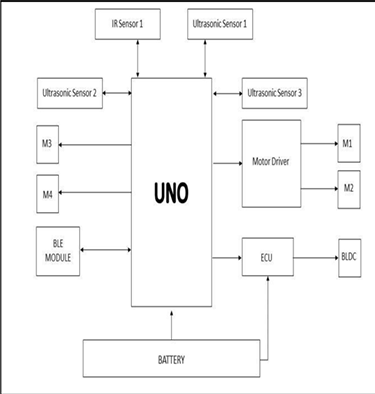 IR Sensor 1
Ultrasonic Sensor 1
Ultrasonic Sensor 2
Ultrasonic Sensor 3
M3
UNO
Motor Driver
M1
M4
M2
BLE
MODULE
ECU
BLDC
BATTERY